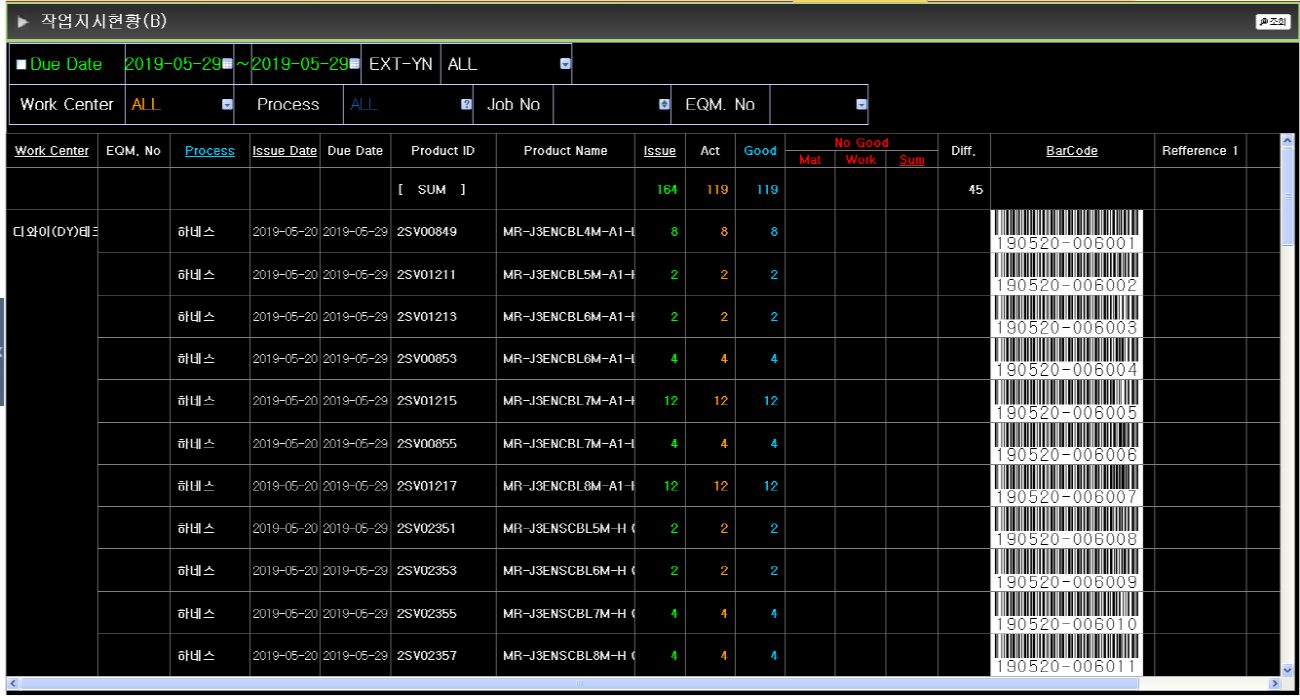 작업지시현황(B) 조회
Due Date 2019-05-29 ~ 2019-05-29 EXT-YN ALL
Work Center ALL Process ALL Job No EQM. No
No Good
Work Center EQM. No Process Issue Date Due Date Product ID Product Name Issue Act Good Mat Work Sum Diff. BarCode Refference 1
[ SUM ] 164 119 119 45
디와이(DY)테크 하네스 2019-05-20 2019-05-29 2SV00849 MR-J3ENCBL4M-A1-L 8 8 8 190520-006001
하네스 2019-05-20 2019-05-29 2SV01211 MR-J3ENCBL5M-A1-H 2 2 2 190520-006002
하네스 2019-05-20 2019-05-29 2SV01213 MR-J3ENCBL6M-A1-H 2 2 2 190520-006003
하네스 2019-05-20 2019-05-29 2SV00853 MR-J3ENCBL6M-A1-L 4 4 4 190520-006004
하네스 2019-05-20 2019-05-29 2SV01215 MR-J3ENCBL7M-A1-H 12 12 12 190520-006005
하네스 2019-05-20 2019-05-29 2SV00855 MR-J3ENCBL7M-A1-L 4 4 4 190520-006006
하네스 2019-05-20 2019-05-29 2SV01217 MR-J3ENCBL8M-A1-H 12 12 12 190520-006007
하네스 2019-05-20 2019-05-29 2SV02351 MR-J3ENSCBL5M-H 2 2 2 190520-006008
하네스 2019-05-20 2019-05-29 2SV02353 MR-J3ENSCBL6M-H 2 2 2 190520-006009
하네스 2019-05-20 2019-05-29 2SV02355 MR-J3ENSCBL7M-H 4 4 4 190520-006010
하네스 2019-05-20 2019-05-29 2SV02357 MR-J3ENSCBL8M-H 4 4 4 190520-006011